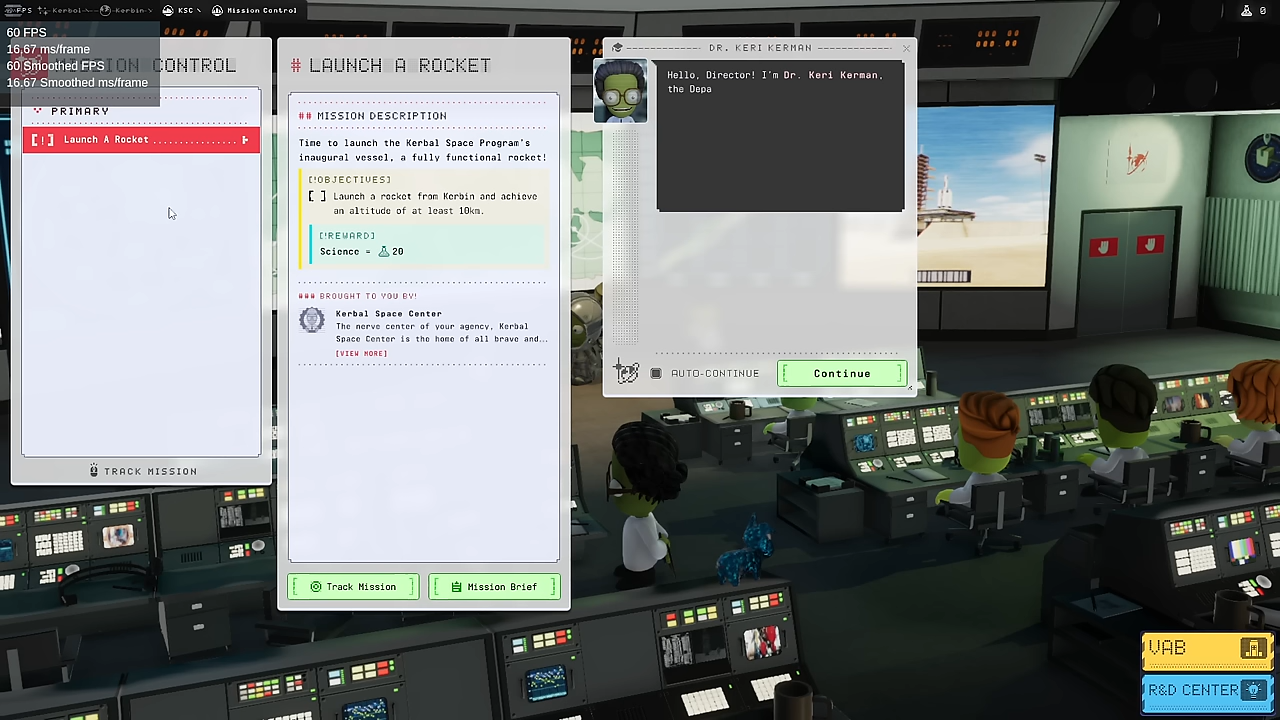 FPS Kerbol Kerbin KSC Mission Control 0
60 FPS
16.67 ms/frame
60 Smoothed FPS
16.67 Smoothed ms/frame
ION CONTROL
PRIMARY
[!] Launch A Rocket
TRACK MISSION
# LAUNCH A ROCKET
## MISSION DESCRIPTION
Time to launch the Kerbal Space Program's
inaugural vessel, a fully functional rocket!
[!OBJECTIVES]
[ ] Launch a rocket from Kerbin and achieve
an altitude of at least 10km.
[!REWARD]
Science = 20
### BROUGHT TO YOU BY!
Kerbal Space Center
The nerve center of your agency, Kerbal
Space Center is the home of all brave and...
[VIEW MORE]
Track Mission
Mission Brief
DR. KERI KERMAN
Hello, Director! I'm Dr. Keri Kerman,
the Depa
AUTO-CONTINUE
Continue
VAB
R&D CENTER